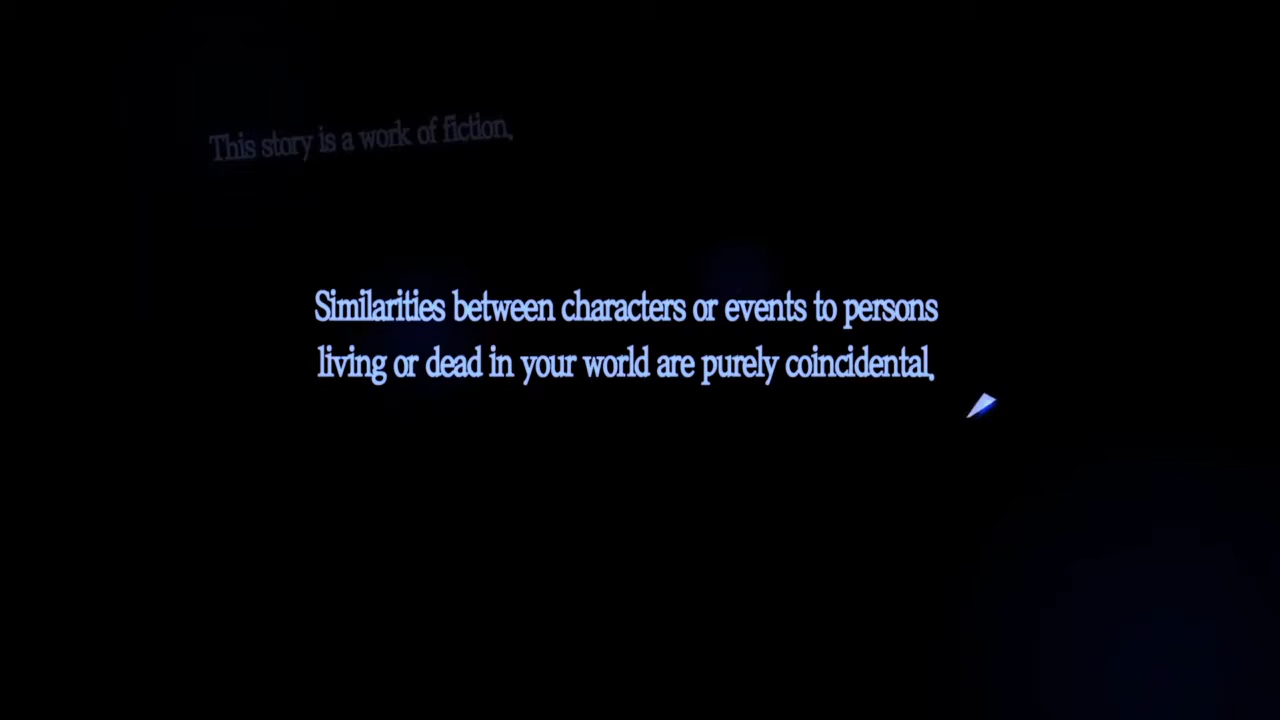 This story is a work of fiction.
Similarities between characters or events to persons
living or dead in your world are purely coincidental.